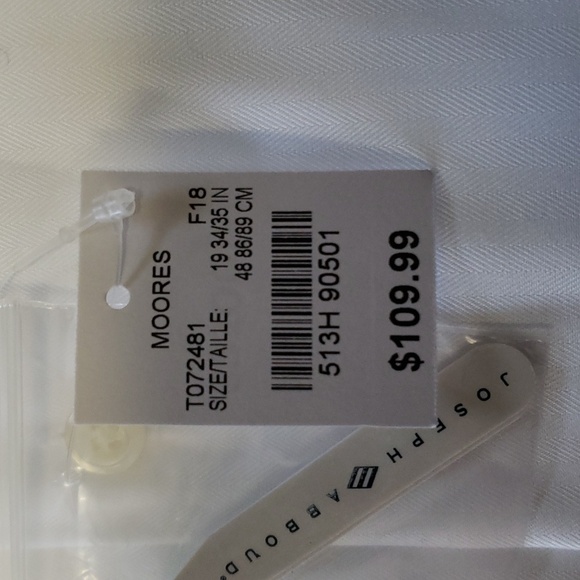 MOORES
T072481 F18
SIZE/TAILLE: 19 34/35 IN
48 86/89 CM
513H 90501
$109.99
JOSEPH ABBOUD